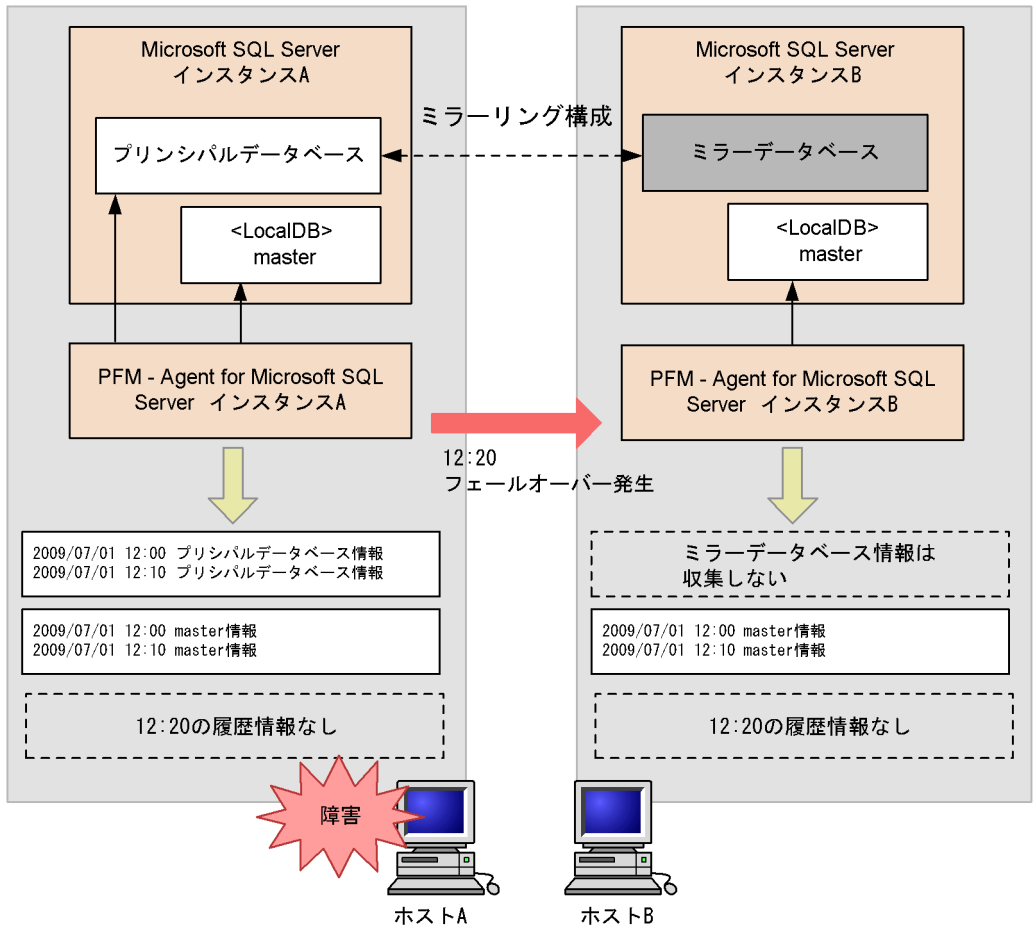 Microsoft SQL Server
インスタンスA
プリンシパルデータベース
<LocalDB>
master
PFM - Agent for Microsoft SQL
Server インスタンスA
ミラーリング構成
Microsoft SQL Server
インスタンスB
ミラーデータベース
<LocalDB>
master
PFM - Agent for Microsoft SQL
Server インスタンスB
12:20
フェールオーバー発生
2009/07/01 12:00 プリシパルデータベース情報
2009/07/01 12:10 プリシパルデータベース情報
2009/07/01 12:00 master情報
2009/07/01 12:10 master情報
12:20の履歴情報なし
ミラーデータベース情報は
収集しない
2009/07/01 12:00 master情報
2009/07/01 12:10 master情報
12:20の履歴情報なし
障害
ホストA
ホストB